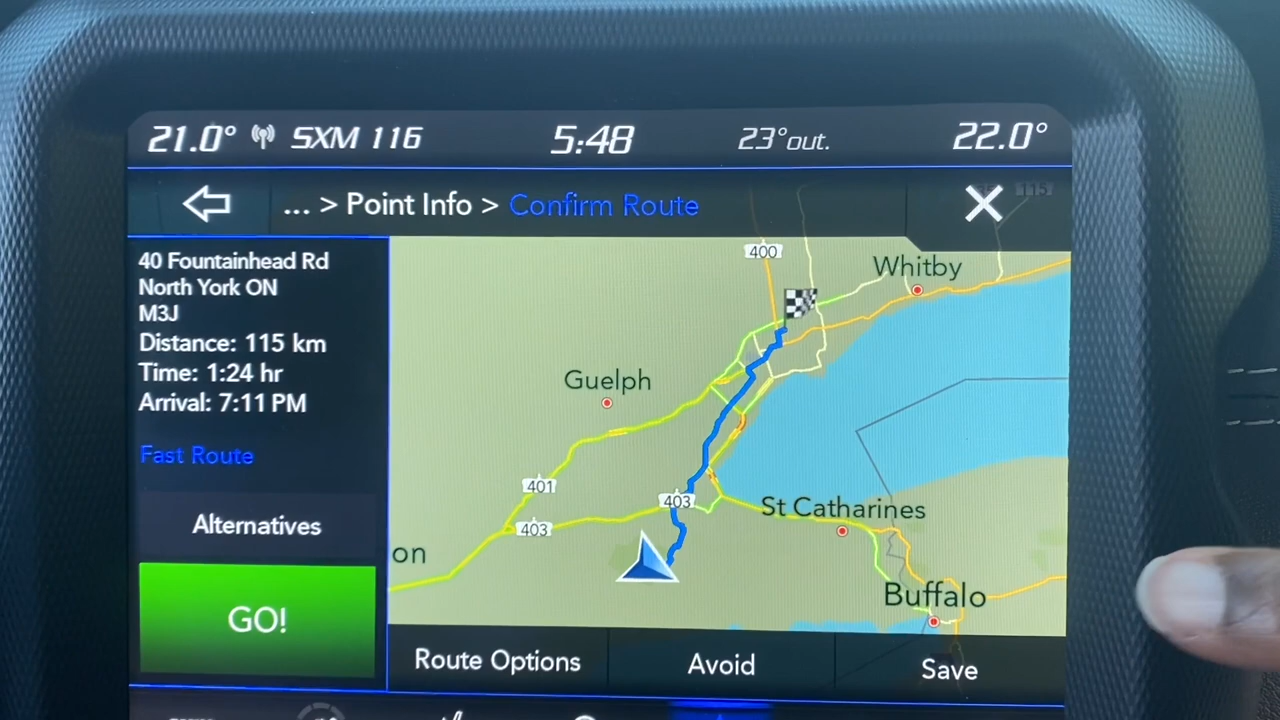 21.0° SXM 116 5:48 23°out. 22.0°
... > Point Info > Confirm Route
115
40 Fountainhead Rd
North York ON
M3J
Distance: 115 km
Time: 1:24 hr
Arrival: 7:11 PM
Fast Route
Alternatives
GO!
400
Whitby
Guelph
401
403
403
St Catharines
on
Buffalo
Route Options
Avoid
Save